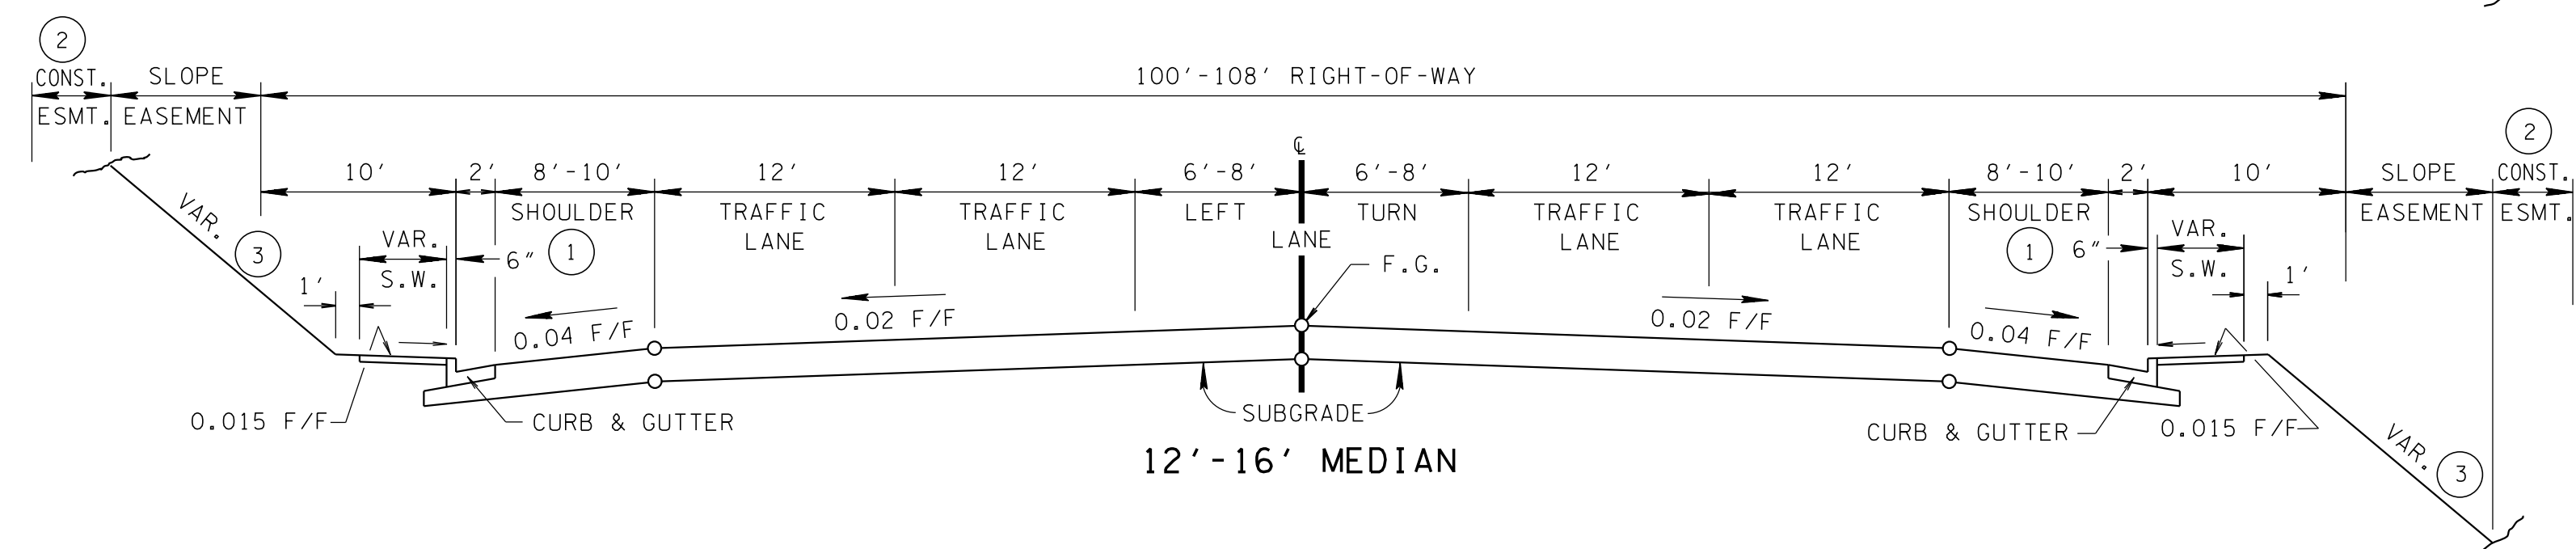 2
CONST. SLOPE
ESMT. EASEMENT
100'-108' RIGHT-OF-WAY
2
SLOPE CONST.
EASEMENT ESMT.
℄
10' 2' 8'-10' 12' 12' 6'-8' 6'-8' 12' 12' 8'-10' 2' 10'
SHOULDER TRAFFIC TRAFFIC LEFT TURN TRAFFIC TRAFFIC SHOULDER
LANE LANE LANE LANE LANE
VAR. 3
VAR.
S.W.
6" 1
1 6"
VAR.
S.W.
1'
1'
F.G.
0.04 F/F
0.02 F/F
0.02 F/F
0.04 F/F
0.015 F/F
CURB & GUTTER
SUBGRADE
CURB & GUTTER
0.015 F/F
VAR. 3
12'-16' MEDIAN